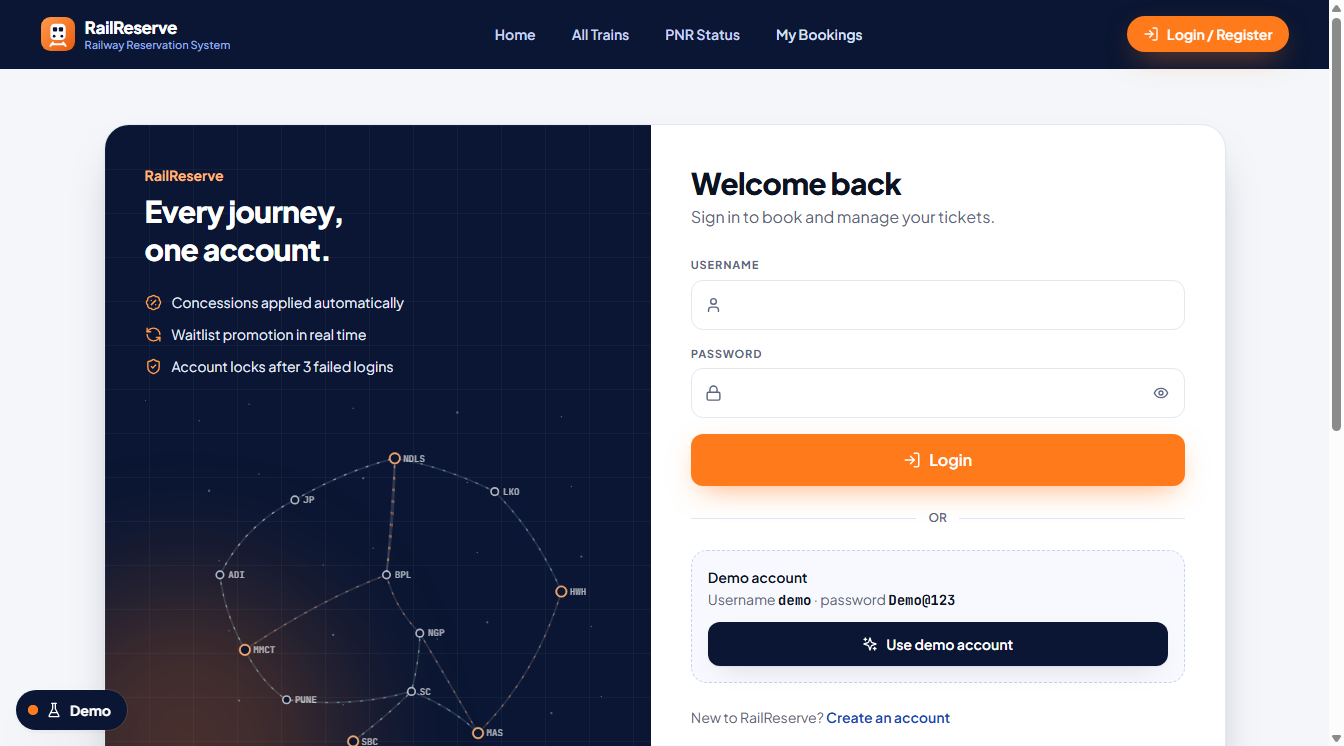 RailReserve
Railway Reservation System
Home
All Trains
PNR Status
My Bookings
Login / Register
RailReserve
Every journey,
one account.
Concessions applied automatically
Waitlist promotion in real time
Account locks after 3 failed logins
NDLS
JP
LKO
ADI
BPL
HWH
NGP
MMCT
PUNE
SC
MAS
SBC
Demo
Welcome back
Sign in to book and manage your tickets.
USERNAME
PASSWORD
Login
OR
Demo account
Username demo · password Demo@123
Use demo account
New to RailReserve? Create an account